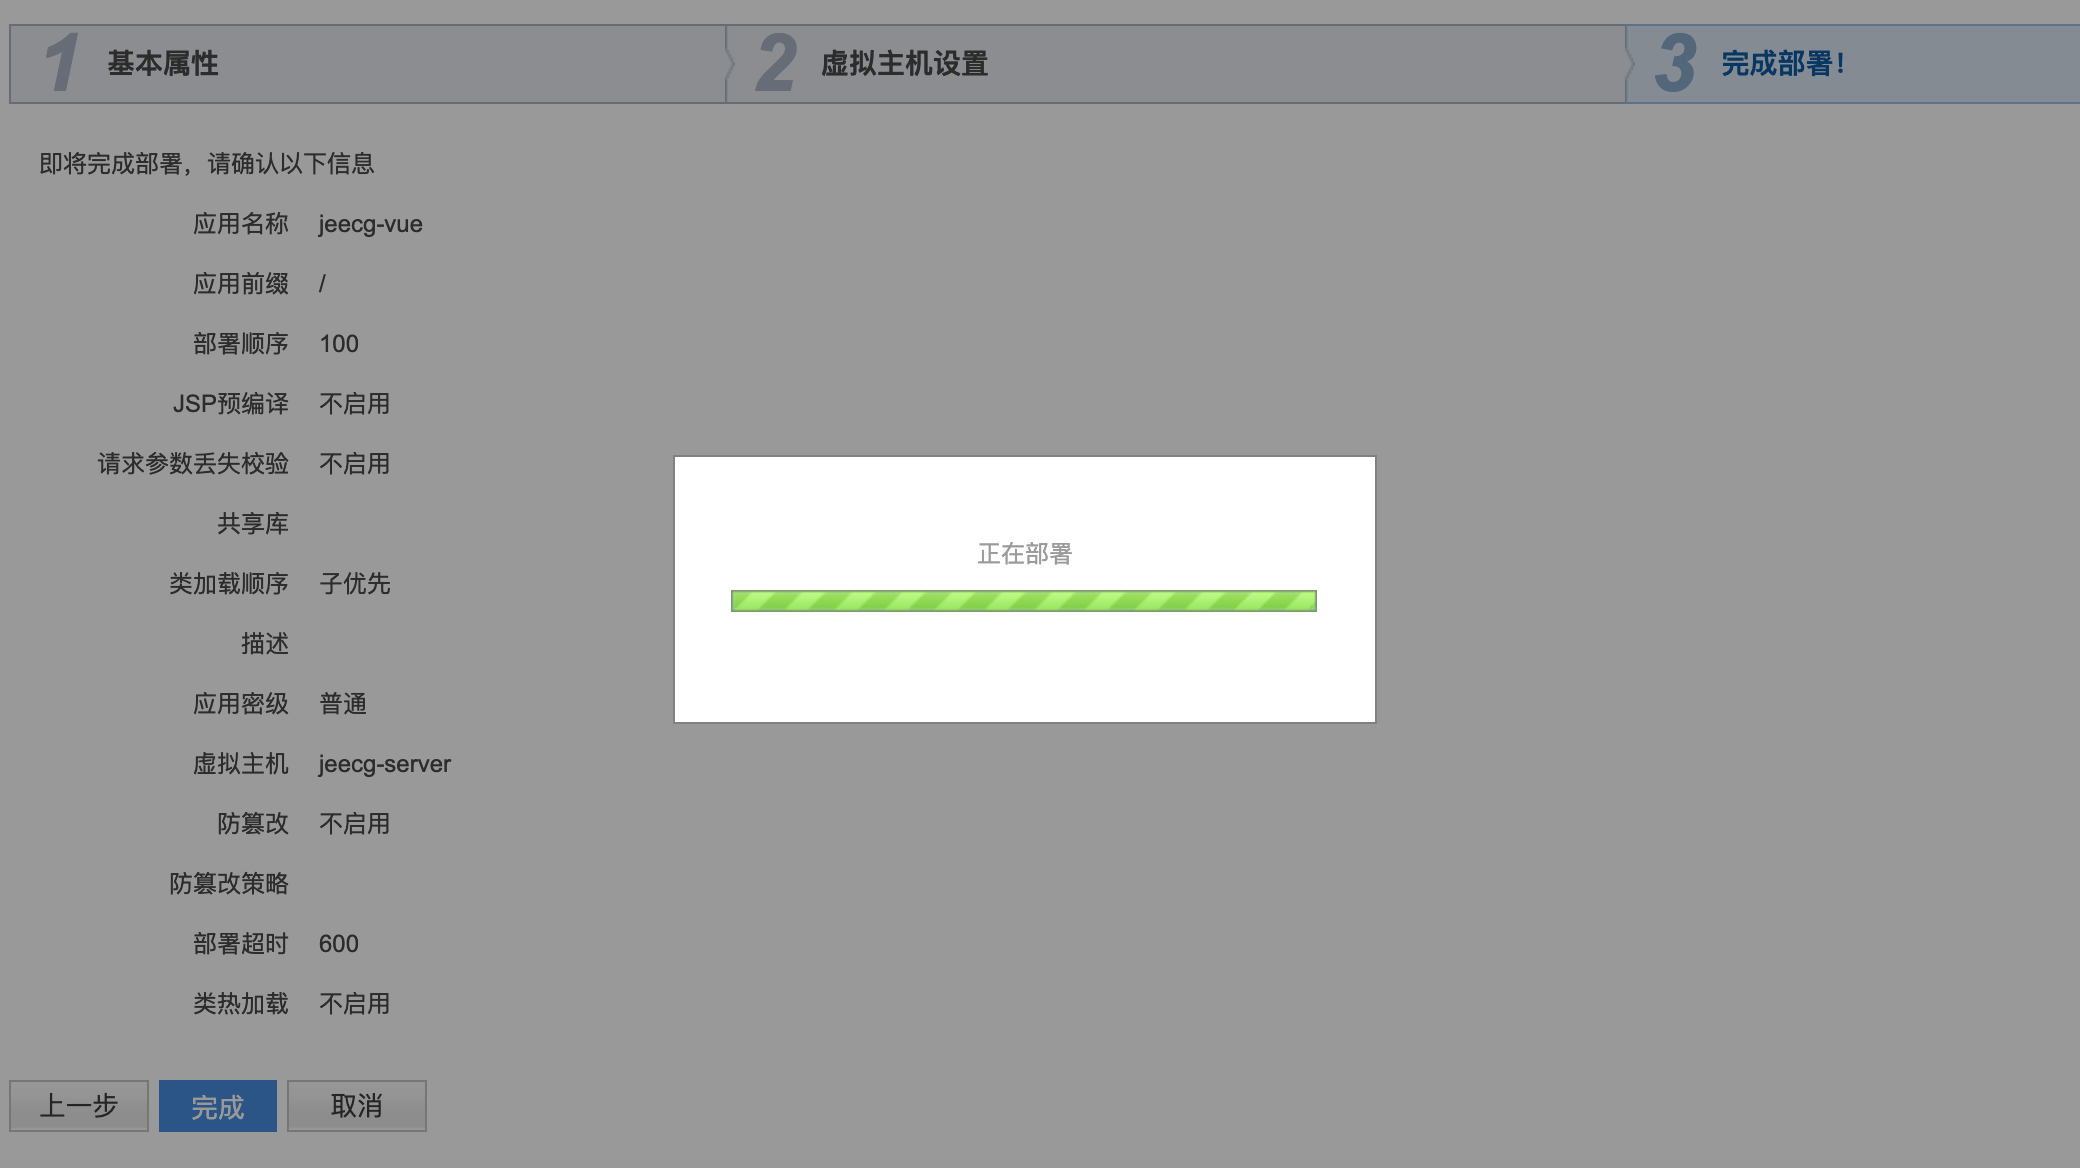 1 基本属性
2 虚拟主机设置
3 完成部署!
即将完成部署，请确认以下信息
应用名称 jeecg-vue
应用前缀 /
部署顺序 100
JSP预编译 不启用
请求参数丢失校验 不启用
共享库
类加载顺序 子优先
描述
应用密级 普通
虚拟主机 jeecg-server
防篡改 不启用
防篡改策略
部署超时 600
类热加载 不启用
正在部署
上一步 完成 取消